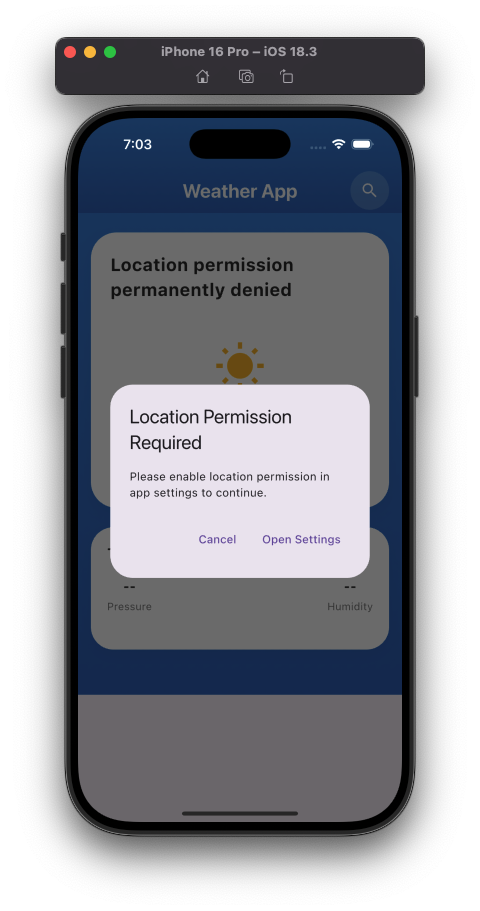 iPhone 16 Pro – iOS 18.3
7:03
Weather App
Location permission
permanently denied
Location Permission
Required
Please enable location permission in
app settings to continue.
Cancel Open Settings
-- --
Pressure Humidity